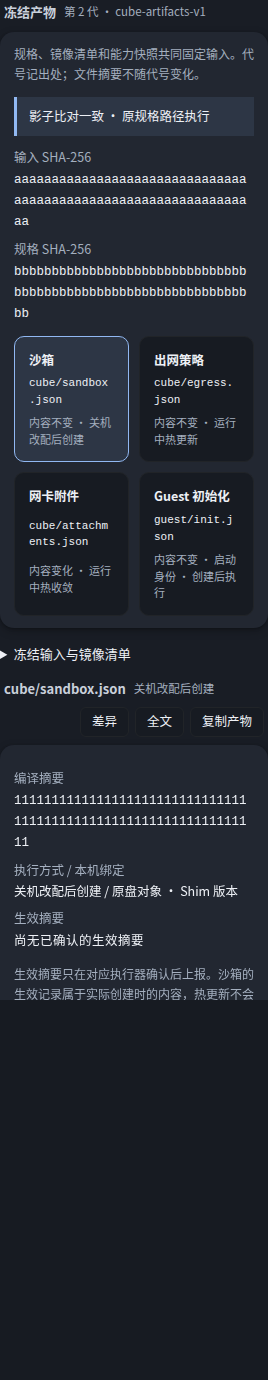 冻结产物 第 2 代 · cube-artifacts-v1
规格、镜像清单和能力快照共同固定输入。代
号记出处；文件摘要不随代号变化。
影子比对一致 · 原规格路径执行
输入 SHA-256
aaaaaaaaaaaaaaaaaaaaaaaaaaaaaaa
aaaaaaaaaaaaaaaaaaaaaaaaaaaaaaa
aa
规格 SHA-256
bbbbbbbbbbbbbbbbbbbbbbbbbbbbbbb
bbbbbbbbbbbbbbbbbbbbbbbbbbbbbbb
bb
沙箱
cube/sandbox
.json
内容不变 · 关机
改配后创建
出网策略
cube/egress.
json
内容不变 · 运行
中热更新
网卡附件
cube/attachm
ents.json
内容变化 · 运行
中热收敛
Guest 初始化
guest/init.j
son
内容不变 · 启动
身份 · 创建后执
行
▶ 冻结输入与镜像清单
cube/sandbox.json 关机改配后创建
差异 全文 复制产物
编译摘要
1111111111111111111111111111111
1111111111111111111111111111111
11
执行方式 / 本机绑定
关机改配后创建 / 原盘对象 · Shim 版本
生效摘要
尚无已确认的生效摘要
生效摘要只在对应执行器确认后上报。沙箱的
生效记录属于实际创建时的内容，热更新不会